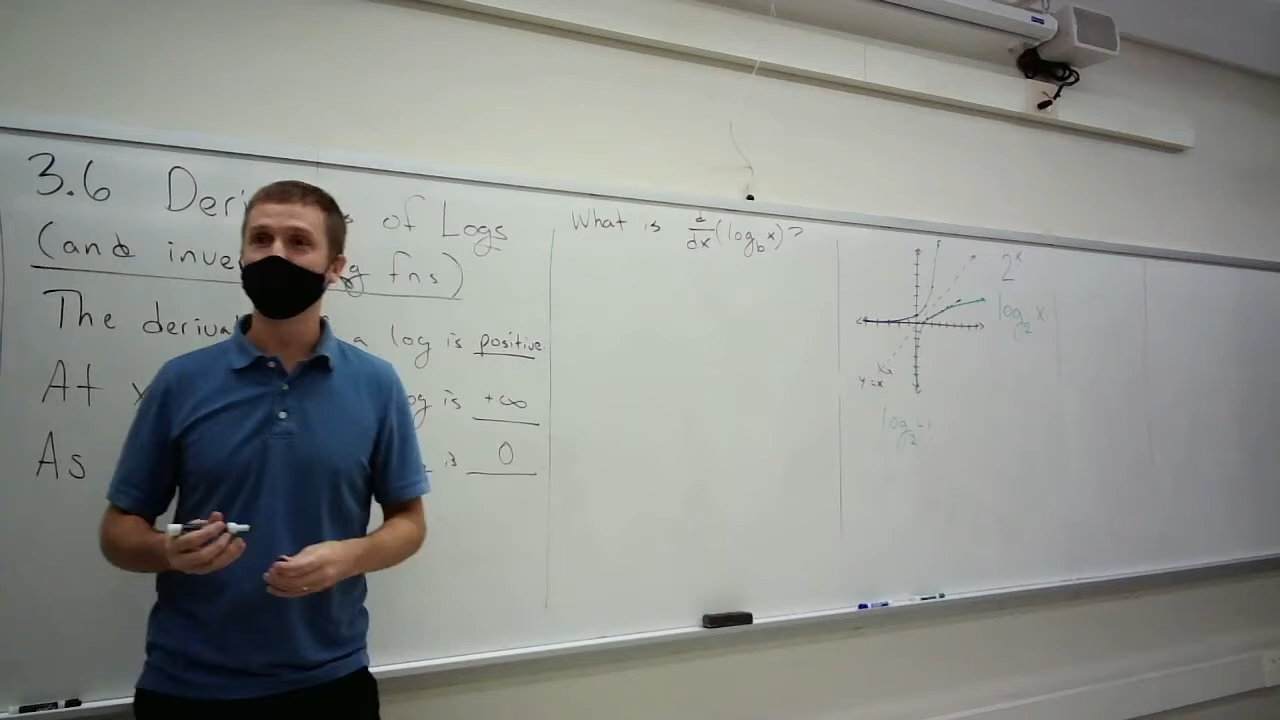 3.6 Deri s of Logs
(and inve g fns)
The deriva a log is positive
At x og is +∞
As is 0
What is d/dx (log_b x)?
2^x
log_2 x
y=x
log_2